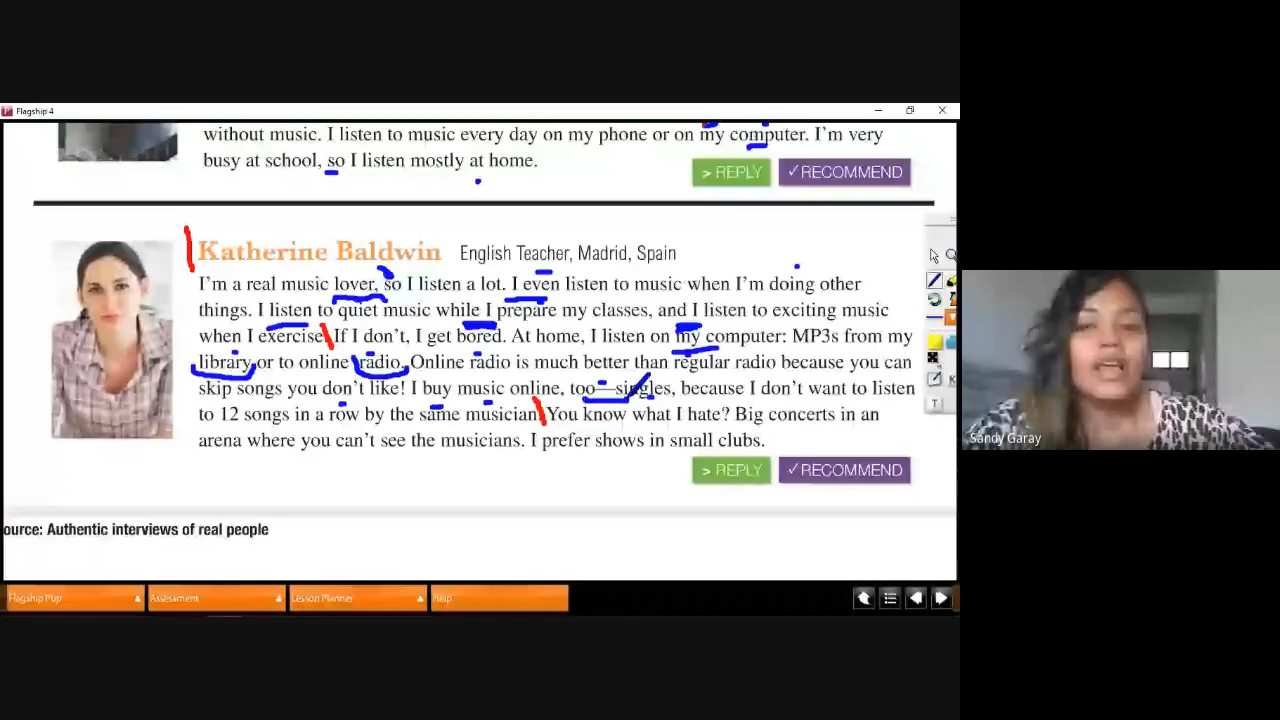 Flagship 4
without music. I listen to music every day on my phone or on my computer. I'm very
busy at school, so I listen mostly at home.
> REPLY ✓RECOMMEND
Katherine Baldwin English Teacher, Madrid, Spain
I'm a real music lover, so I listen a lot. I even listen to music when I'm doing other
things. I listen to quiet music while I prepare my classes, and I listen to exciting music
when I exercise. If I don't, I get bored. At home, I listen on my computer: MP3s from my
library or to online radio. Online radio is much better than regular radio because you can
skip songs you don't like! I buy music online, too—singles, because I don't want to listen
to 12 songs in a row by the same musician. You know what I hate? Big concerts in an
arena where you can't see the musicians. I prefer shows in small clubs.
Sandy Garay
> REPLY ✓RECOMMEND
ource: Authentic interviews of real people
Flagship Pop Assessment Lesson Planner Help
T